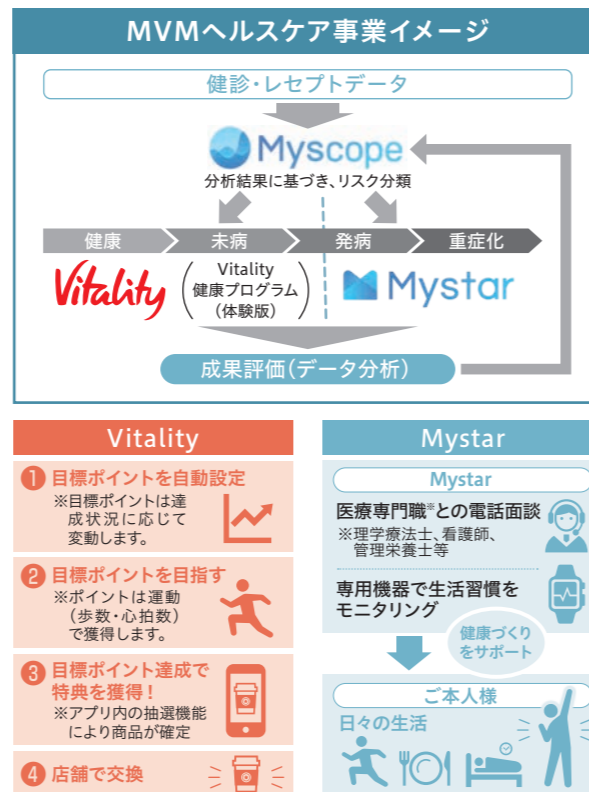 MVMヘルスケア事業イメージ
健診・レセプトデータ
Myscope
分析結果に基づき、リスク分類
健康 未病 発病 重症化
Vitality
(Vitality
健康プログラム
(体験版))
Mystar
成果評価(データ分析)
Vitality
❶ 目標ポイントを自動設定
※目標ポイントは達
成状況に応じて
変動します。
❷ 目標ポイントを目指す
※ポイントは運動
(歩数・心拍数)
で獲得します。
❸ 目標ポイント達成で
特典を獲得!
※アプリ内の抽選機能
により商品が確定
❹ 店舗で交換
Mystar
Mystar
医療専門職※との電話面談
※理学療法士、看護師、
管理栄養士等
専用機器で生活習慣を
モニタリング
健康づくり
をサポート
ご本人様
日々の生活